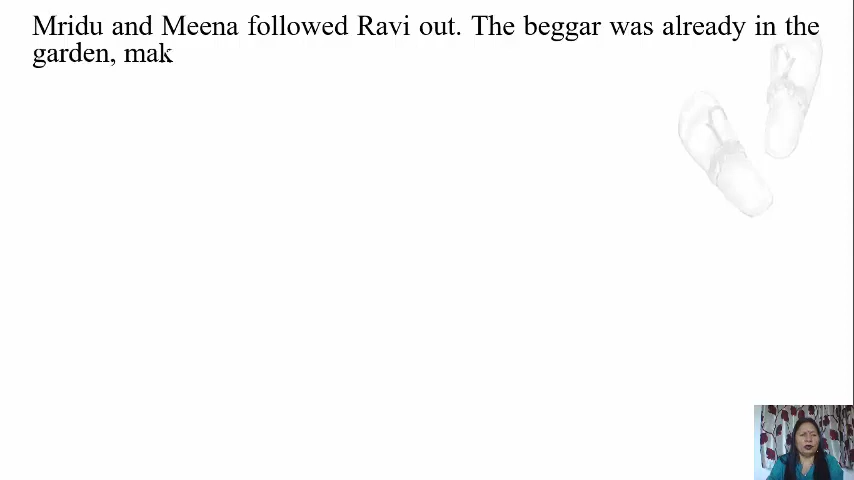 Mridu and Meena followed Ravi out. The beggar was already in the
garden, mak